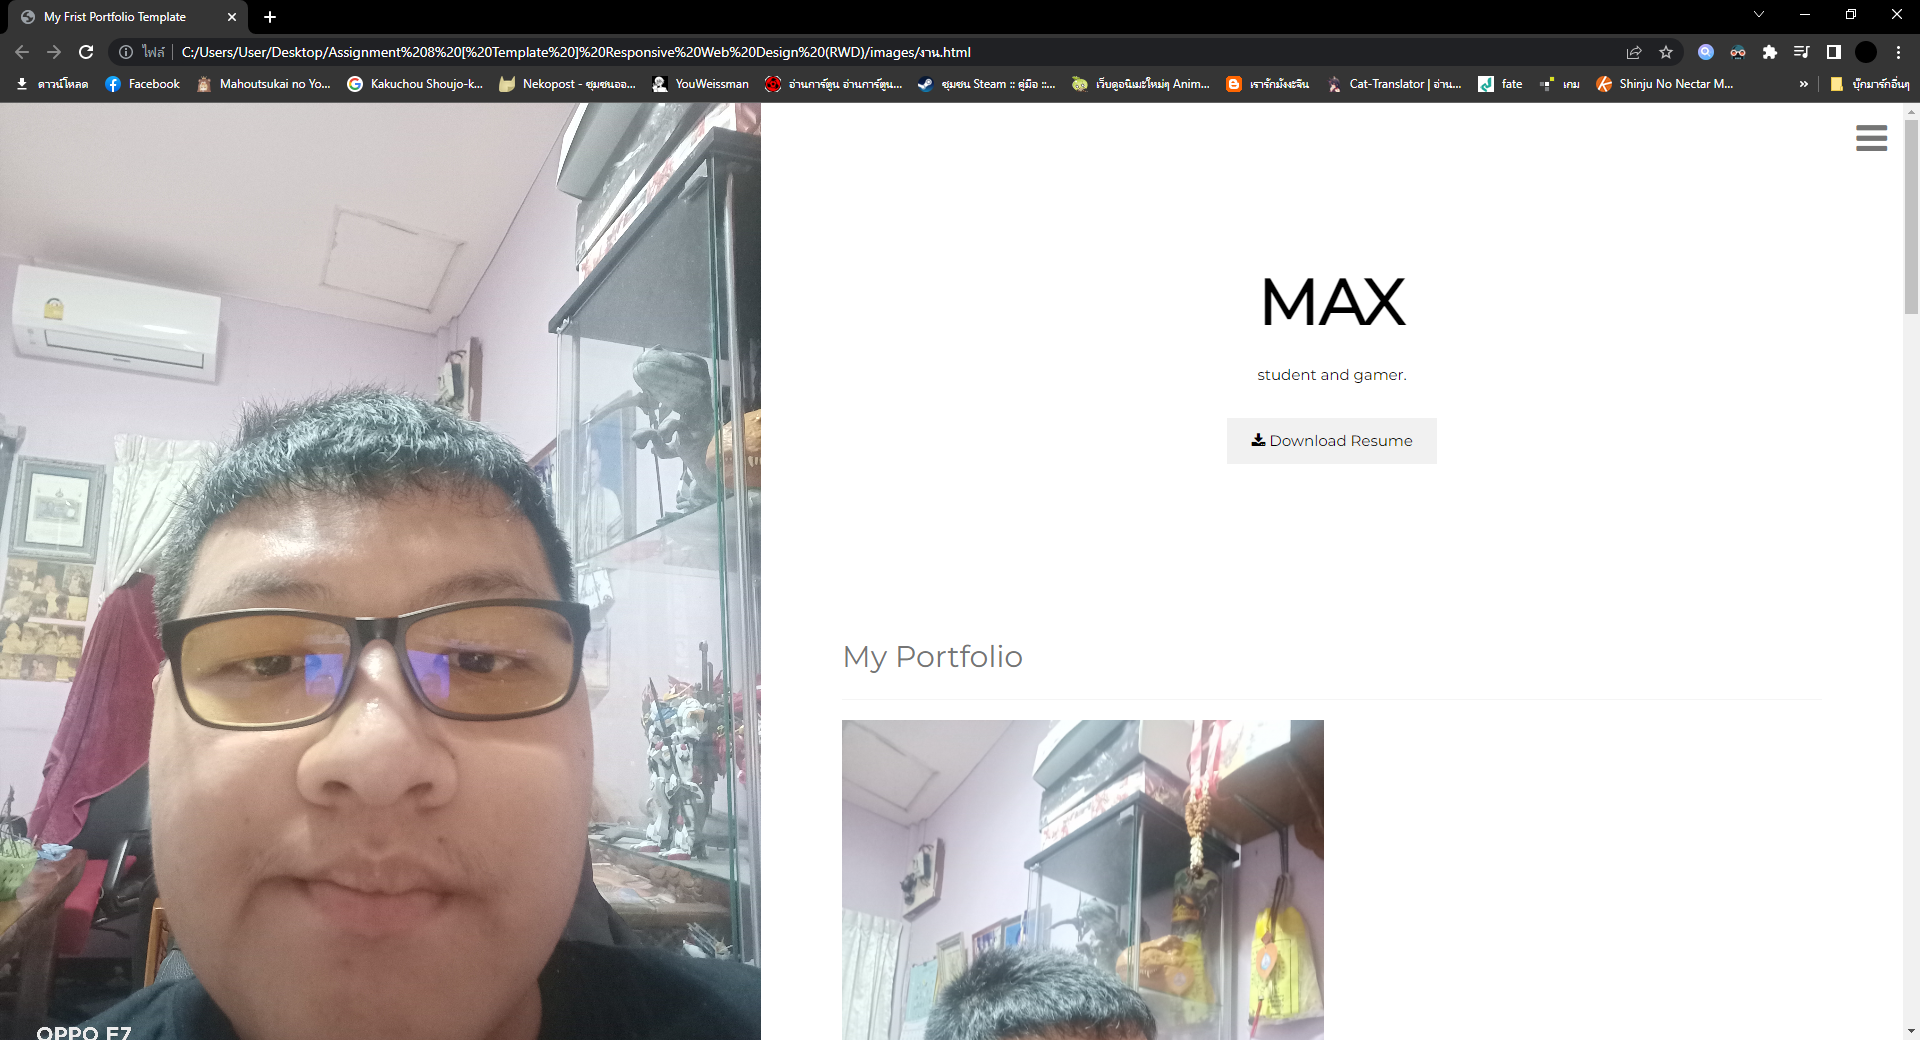 My Frist Portfolio Template
ไฟล์
C:/Users/User/Desktop/Assignment%208%20[%20Template%20]%20Responsive%20Web%20Design%20(RWD)/images/งาน.html
ดาวน์โหลด
Facebook
Mahoutsukai no Yo...
Kakuchou Shoujo-k...
Nekopost - ชุมชนออ...
YouWeissman
อ่านการ์ตูน อ่านการ์ตูน...
ชุมชน Steam :: คู่มือ ::...
เว็บดูอนิเมะใหม่ๆ Anim...
เรารักมังงะจีน
Cat-Translator | อ่าน...
fate
เกม
Shinju No Nectar M...
»
บุ๊กมาร์กอื่นๆ
MAX
student and gamer.
Download Resume
My Portfolio
OPPO F7